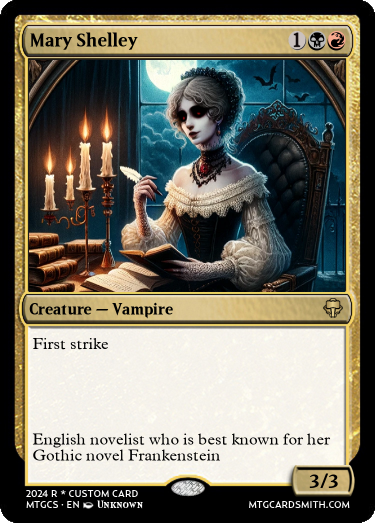 Mary Shelley 1
Creature — Vampire
First strike
English novelist who is best known for her
Gothic novel Frankenstein
3/3
2024 R * CUSTOM CARD
MTGCS · EN Unknown
MTGCARDSMITH.COM